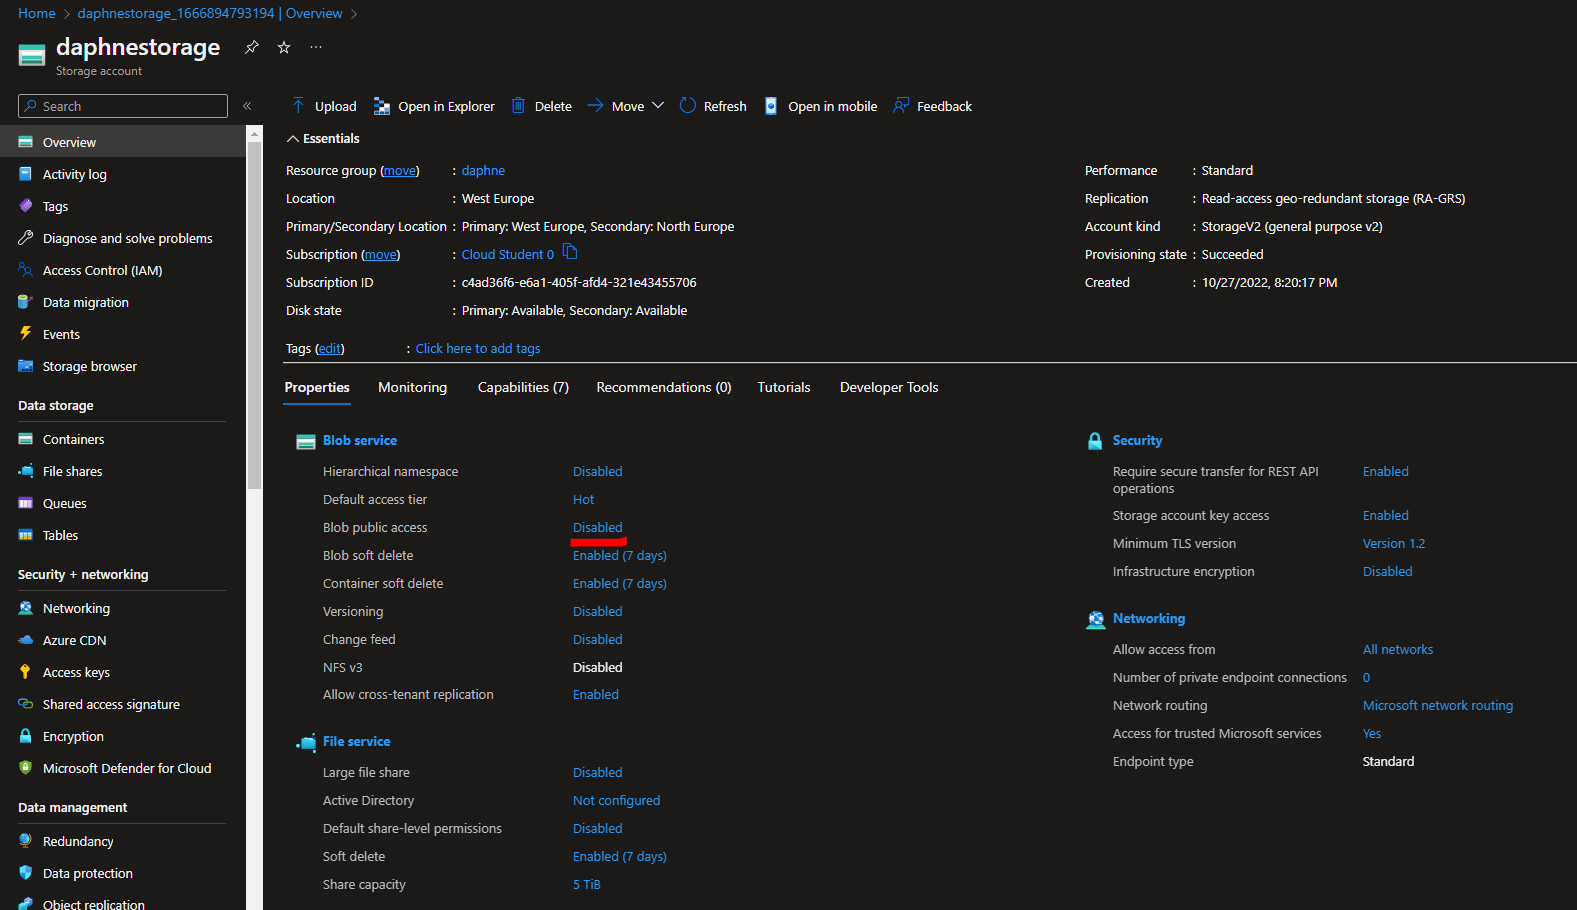 Home > daphnestorage_1666894793194 | Overview >
daphnestorage
Storage account
Search
Overview
Activity log
Tags
Diagnose and solve problems
Access Control (IAM)
Data migration
Events
Storage browser
Data storage
Containers
File shares
Queues
Tables
Security + networking
Networking
Azure CDN
Access keys
Shared access signature
Encryption
Microsoft Defender for Cloud
Data management
Redundancy
Data protection
Object replication
Upload Open in Explorer Delete Move Refresh Open in mobile Feedback
Essentials
Resource group (move) : daphne
Location : West Europe
Primary/Secondary Location : Primary: West Europe, Secondary: North Europe
Subscription (move) : Cloud Student 0
Subscription ID : c4ad36f6-e6a1-405f-afd4-321e43455706
Disk state : Primary: Available, Secondary: Available
Performance : Standard
Replication : Read-access geo-redundant storage (RA-GRS)
Account kind : StorageV2 (general purpose v2)
Provisioning state : Succeeded
Created : 10/27/2022, 8:20:17 PM
Tags (edit) : Click here to add tags
Properties Monitoring Capabilities (7) Recommendations (0) Tutorials Developer Tools
Blob service
Hierarchical namespace Disabled
Default access tier Hot
Blob public access Disabled
Blob soft delete Enabled (7 days)
Container soft delete Enabled (7 days)
Versioning Disabled
Change feed Disabled
NFS v3 Disabled
Allow cross-tenant replication Enabled
File service
Large file share Disabled
Active Directory Not configured
Default share-level permissions Disabled
Soft delete Enabled (7 days)
Share capacity 5 TiB
Security
Require secure transfer for REST API Enabled
operations
Storage account key access Enabled
Minimum TLS version Version 1.2
Infrastructure encryption Disabled
Networking
Allow access from All networks
Number of private endpoint connections 0
Network routing Microsoft network routing
Access for trusted Microsoft services Yes
Endpoint type Standard